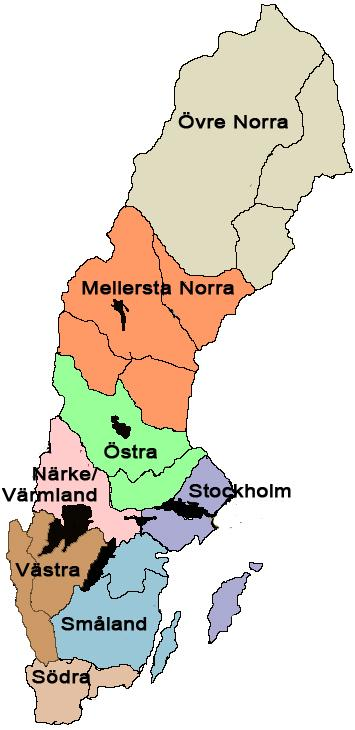 Övre Norra
Mellersta Norra
Östra
Närke/
Värmland
Stockholm
Västra
Småland
Södra